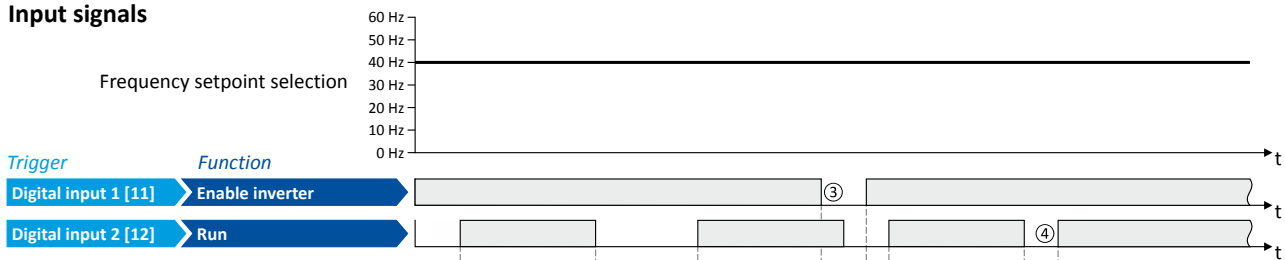 Input signals
60 Hz
50 Hz
Frequency setpoint selection
40 Hz
30 Hz
20 Hz
10 Hz
0 Hz
t
Trigger Function
Digital input 1 [11] Enable inverter ③ t
Digital input 2 [12] Run ④ t